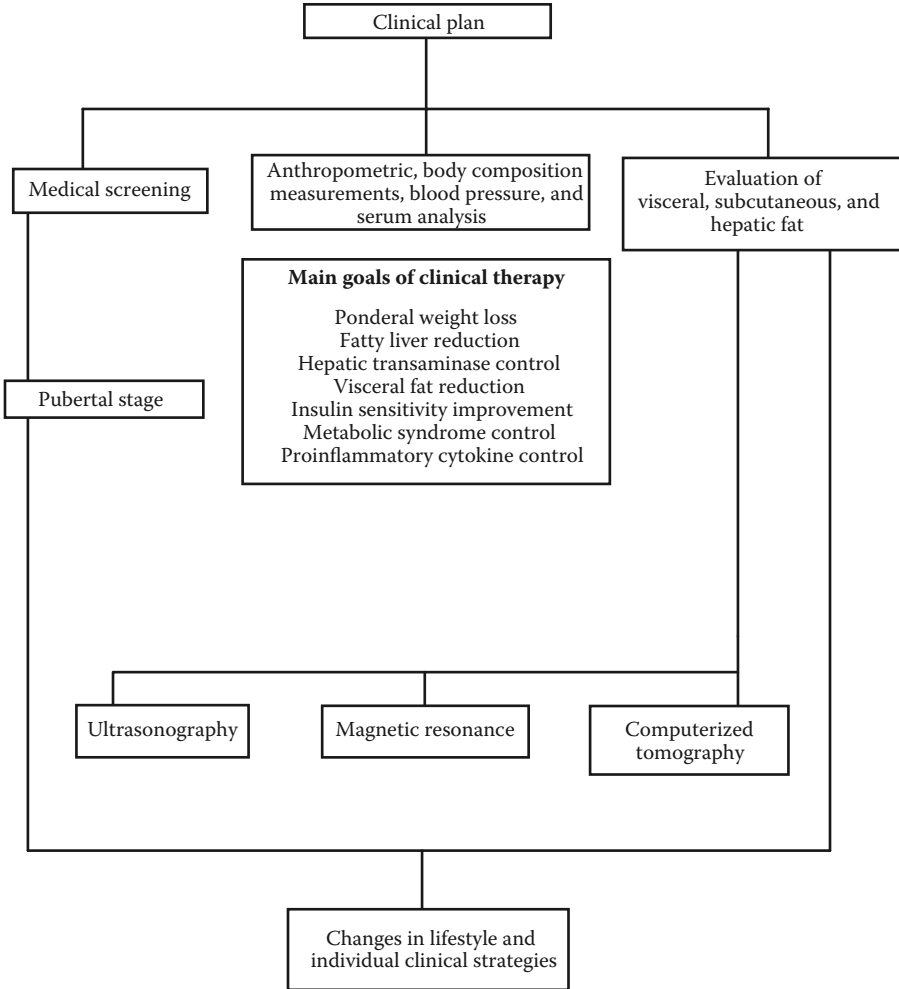 Clinical plan
Medical screening
Anthropometric, body composition
measurements, blood pressure, and
serum analysis
Evaluation of
visceral, subcutaneous, and
hepatic fat
Main goals of clinical therapy
Ponderal weight loss
Fatty liver reduction
Hepatic transaminase control
Visceral fat reduction
Insulin sensitivity improvement
Metabolic syndrome control
Proinflammatory cytokine control
Pubertal stage
Ultrasonography
Magnetic resonance
Computerized
tomography
Changes in lifestyle and
individual clinical strategies